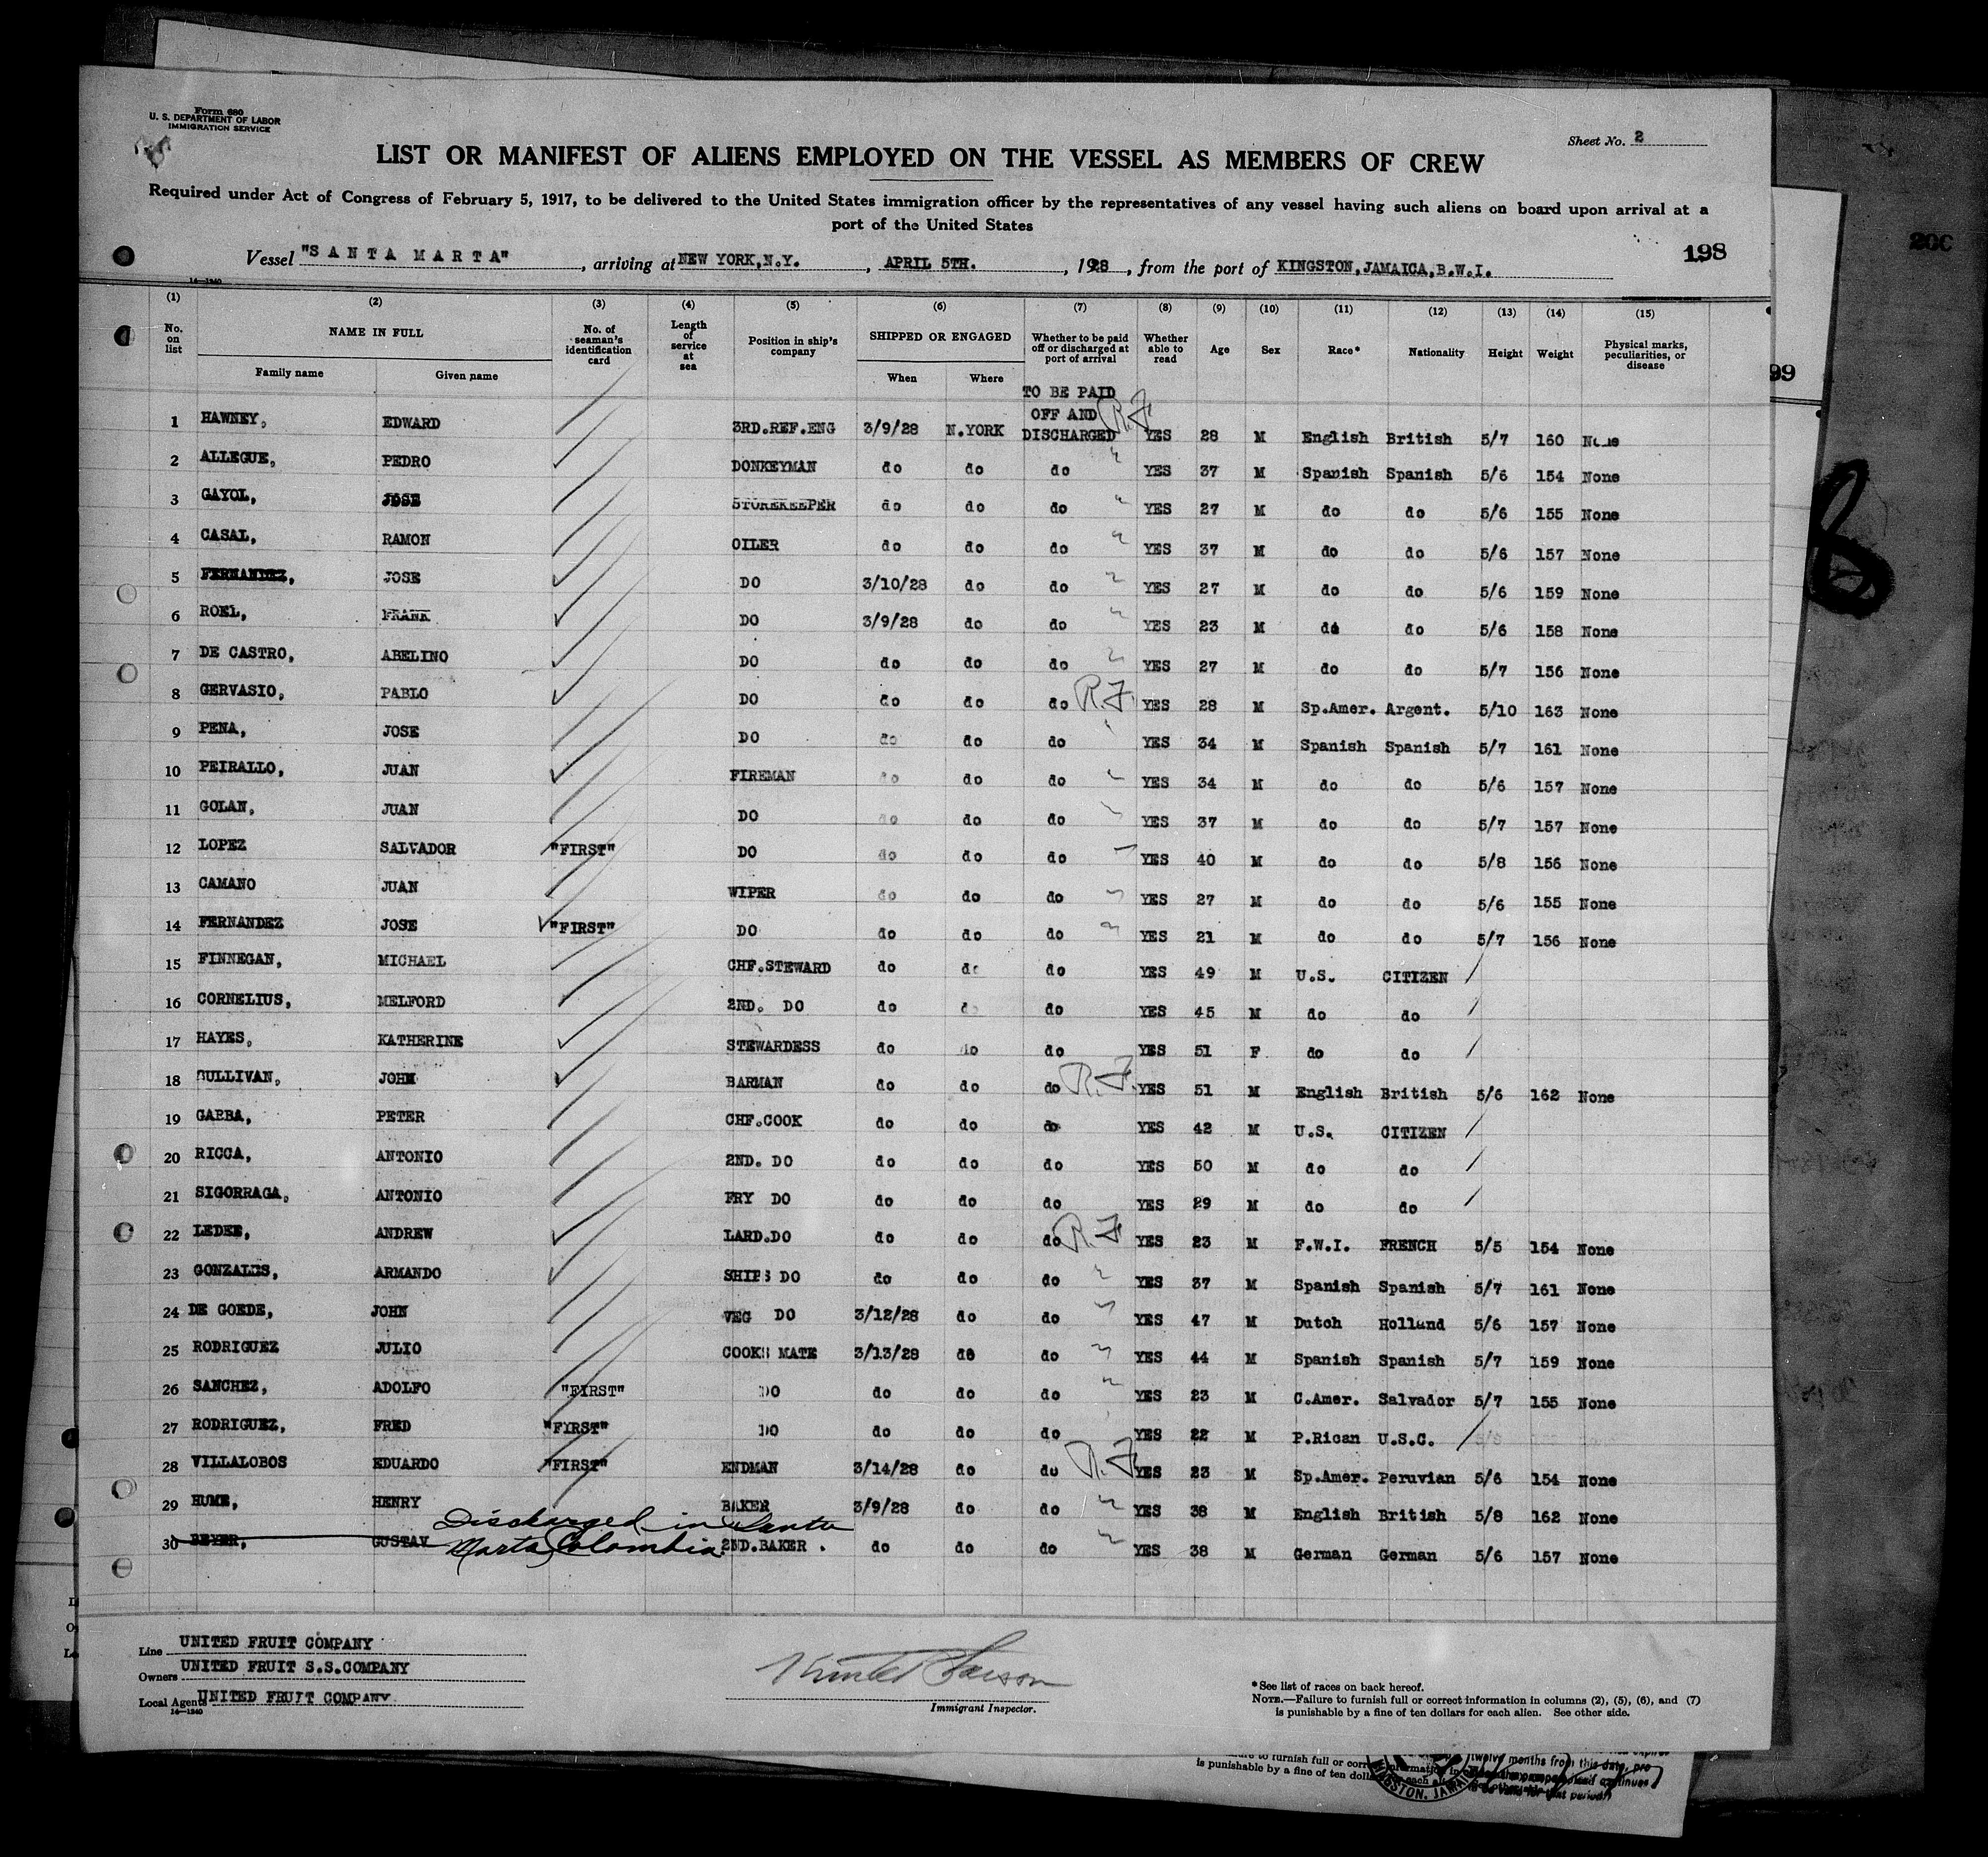 Form 680
U. S. DEPARTMENT OF LABOR
IMMIGRATION SERVICE
Sheet No. 2
LIST OR MANIFEST OF ALIENS EMPLOYED ON THE VESSEL AS MEMBERS OF CREW
Required under Act of Congress of February 5, 1917, to be delivered to the United States immigration officer by the representatives of any vessel having such aliens on board upon arrival at a
port of the United States
198
200
Vessel "SANTA MARTA", arriving at NEW YORK,N.Y., APRIL 5TH., 1928, from the port of KINGSTON,JAMAICA,B.W.I.
14—1240
(1) (2) (3) (4) (5) (6) (7) (8) (9) (10) (11) (12) (13) (14) (15)
No. on list NAME IN FULL Family name Given name No. of seaman's identification card Length of service at sea Position in ship's company SHIPPED OR ENGAGED When Where Whether to be paid off or discharged at port of arrival Whether able to read Age Sex Race* Nationality Height Weight Physical marks, peculiarities, or disease
99
TO BE PAID
OFF AND R.F.
1 HAWNEY, EDWARD 3RD.REF.ENG 3/9/28 N.YORK DISCHARGED YES 28 M English British 5/7 160 None
2 ALLEGUE, PEDRO DONKEYMAN do do do " YES 37 M Spanish Spanish 5/6 154 None
3 GAYOL, JOSE STOREKEEPER do do do " YES 27 M do do 5/6 155 None
4 CASAL, RAMON OILER do do do " YES 37 M do do 5/6 157 None
5 FERNANDEZ, JOSE DO 3/10/28 do do " YES 27 M do do 5/6 159 None
6 ROEL, FRANK DO 3/9/28 do do " YES 23 M do do 5/6 158 None
7 DE CASTRO, ABELINO DO do do do " YES 27 M do do 5/7 156 None
8 GERVASIO, PABLO DO do do do R.F. YES 28 M Sp.Amer. Argent. 5/10 163 None
9 PENA, JOSE DO do do do " YES 34 M Spanish Spanish 5/7 161 None
10 PEIRALLO, JUAN FIREMAN do do do " YES 34 M do do 5/6 157 None
11 GOLAN, JUAN DO do do do " YES 37 M do do 5/7 157 None
12 LOPEZ SALVADOR "FIRST" DO do do do " YES 40 M do do 5/8 156 None
13 CAMANO JUAN WIPER do do do " YES 27 M do do 5/6 155 None
14 FERNANDEZ JOSE "FIRST" DO do do do " YES 21 M do do 5/7 156 None
15 FINNEGAN, MICHAEL CHF.STEWARD do do do YES 49 M U.S. CITIZEN
16 CORNELIUS, MELFORD 2ND. DO do do do YES 45 M do do
17 HAYES, KATHERINE STEWARDESS do do do YES 51 F do do
18 SULLIVAN, JOHN BARMAN do do do R.F. YES 51 M English British 5/6 162 None
19 GABBA, PETER CHF.COOK do do do YES 42 M U.S. CITIZEN
20 RICCA, ANTONIO 2ND. DO do do do YES 50 M do do
21 SIGORRAGA, ANTONIO FRY DO do do do YES 29 M do do
22 LEDEE, ANDREW LARD.DO do do do R.F. YES 23 M F.W.I. FRENCH 5/5 154 None
23 GONZALES, ARMANDO SHIPS DO do do do " YES 37 M Spanish Spanish 5/7 161 None
24 DE GOEDE, JOHN VEG DO 3/12/28 do do " YES 47 M Dutch Holland 5/6 157 None
25 RODRIGUEZ JULIO COOKS MATE 3/13/28 do do " YES 44 M Spanish Spanish 5/7 159 None
26 SANCHEZ, ADOLFO "FIRST" DO do do do " YES 23 M C.Amer. Salvador 5/7 155 None
27 RODRIGUEZ, FRED "FIRST" DO do do do YES 22 M P.Rican U.S.C.
28 VILLALOBOS EDUARDO "FIRST" ENDMAN 3/14/28 do do R.F. YES 23 M Sp.Amer. Peruvian 5/6 154 None
29 HUME, HENRY BAKER 3/9/28 do do " YES 38 M English British 5/8 162 None
Discharged in Santa
30 BEYER, GUSTAV Marta, Colombia 2ND.BAKER do do do " YES 38 M German German 5/6 157 None
Line UNITED FRUIT COMPANY
Owners UNITED FRUIT S.S.COMPANY
Local Agents UNITED FRUIT COMPANY
14—1240
Immigrant Inspector.
*See list of races on back hereof.
NOTE.—Failure to furnish full or correct information in columns (2), (5), (6), and (7)
is punishable by a fine of ten dollars for each alien. See other side.
to furnish full or correct information in
is punishable by a fine of ten dollars for each
twelve months from this date, pro